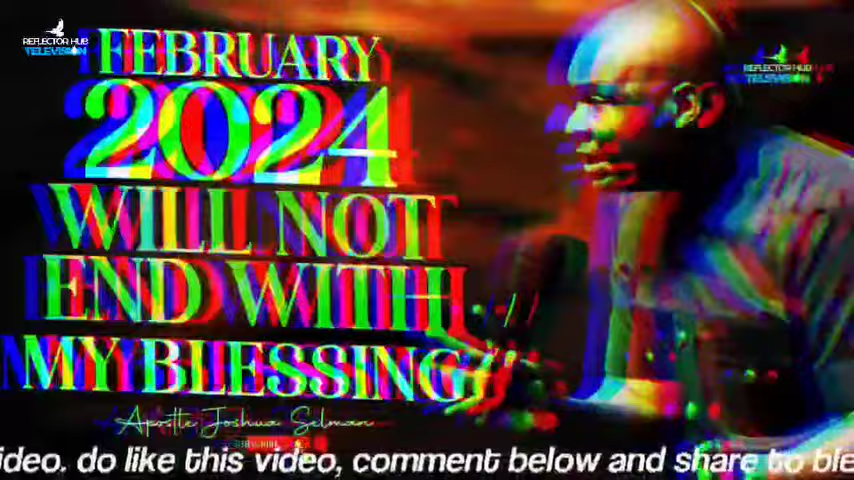 REFLECTOR HUB
TELEVISION
REFLECTOR HUB
TELEVISION
FEBRUARY
2024
WILL NOT
END WITH
MY BLESSING
Apostle Joshua Selman
ideo. do like this video, comment below and share to ble